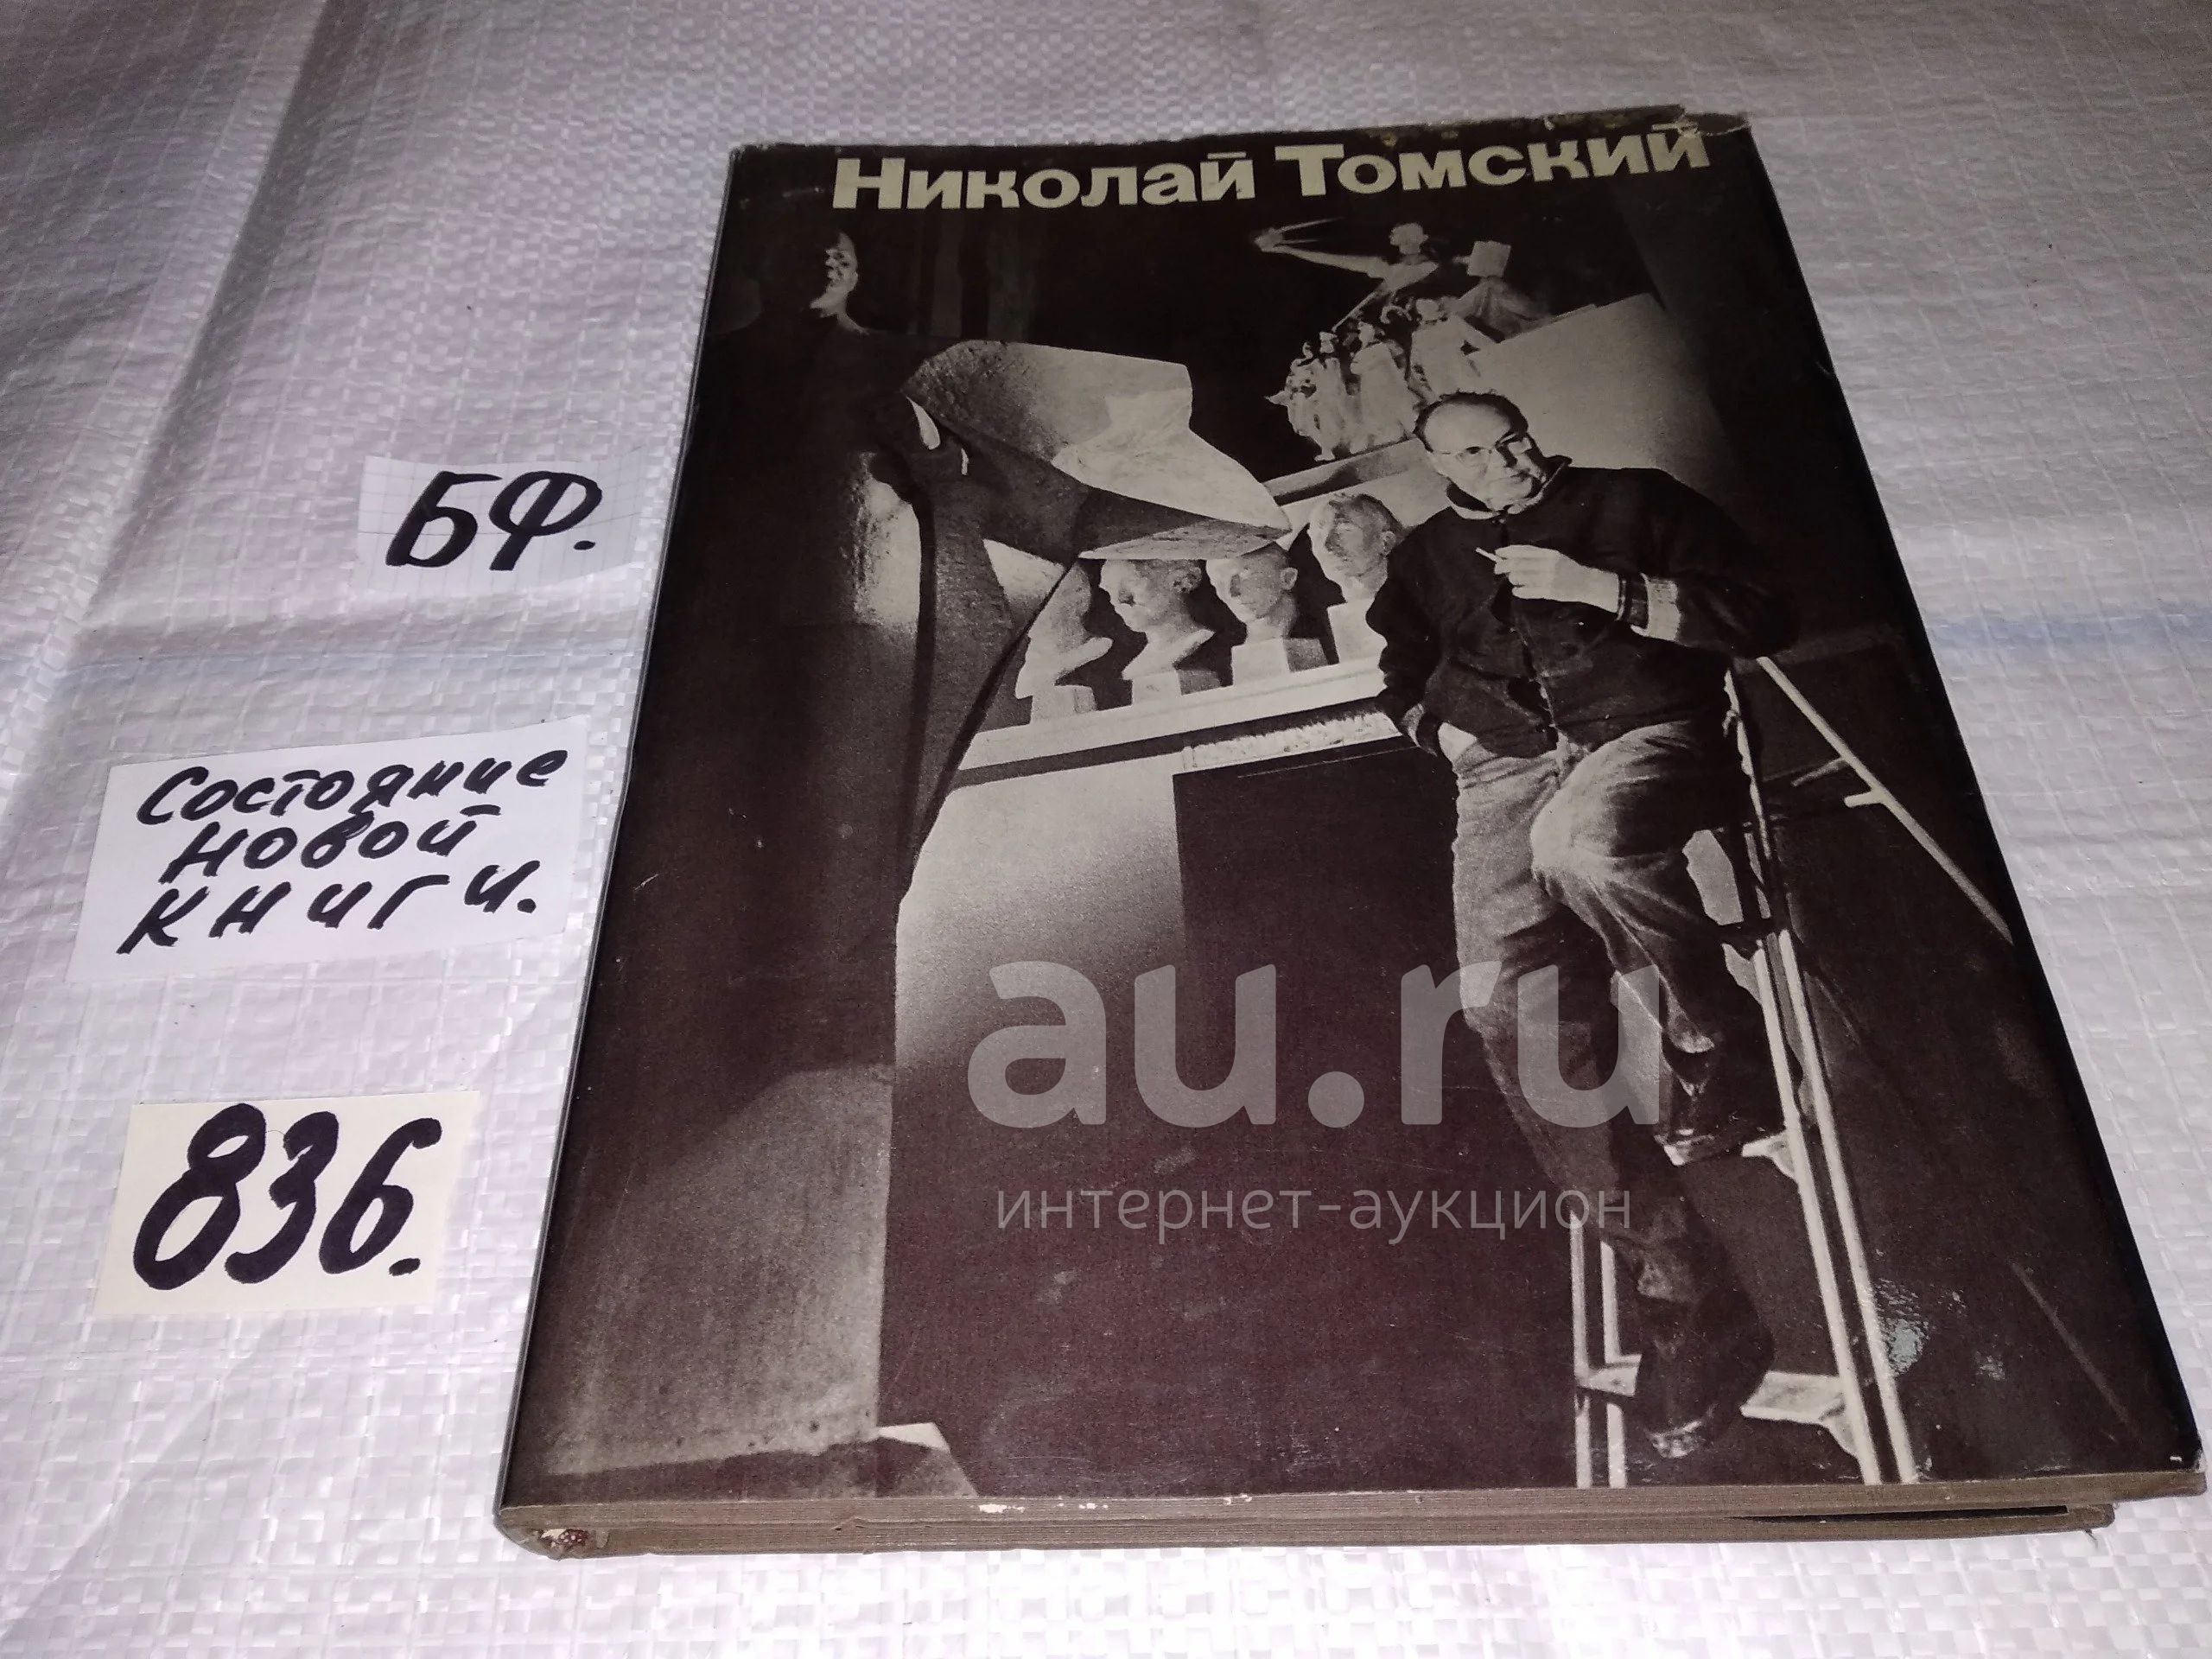 Николай Томский
БФ.
Состояние
новой
книги.
836.
au.ru
интернет-аукцион